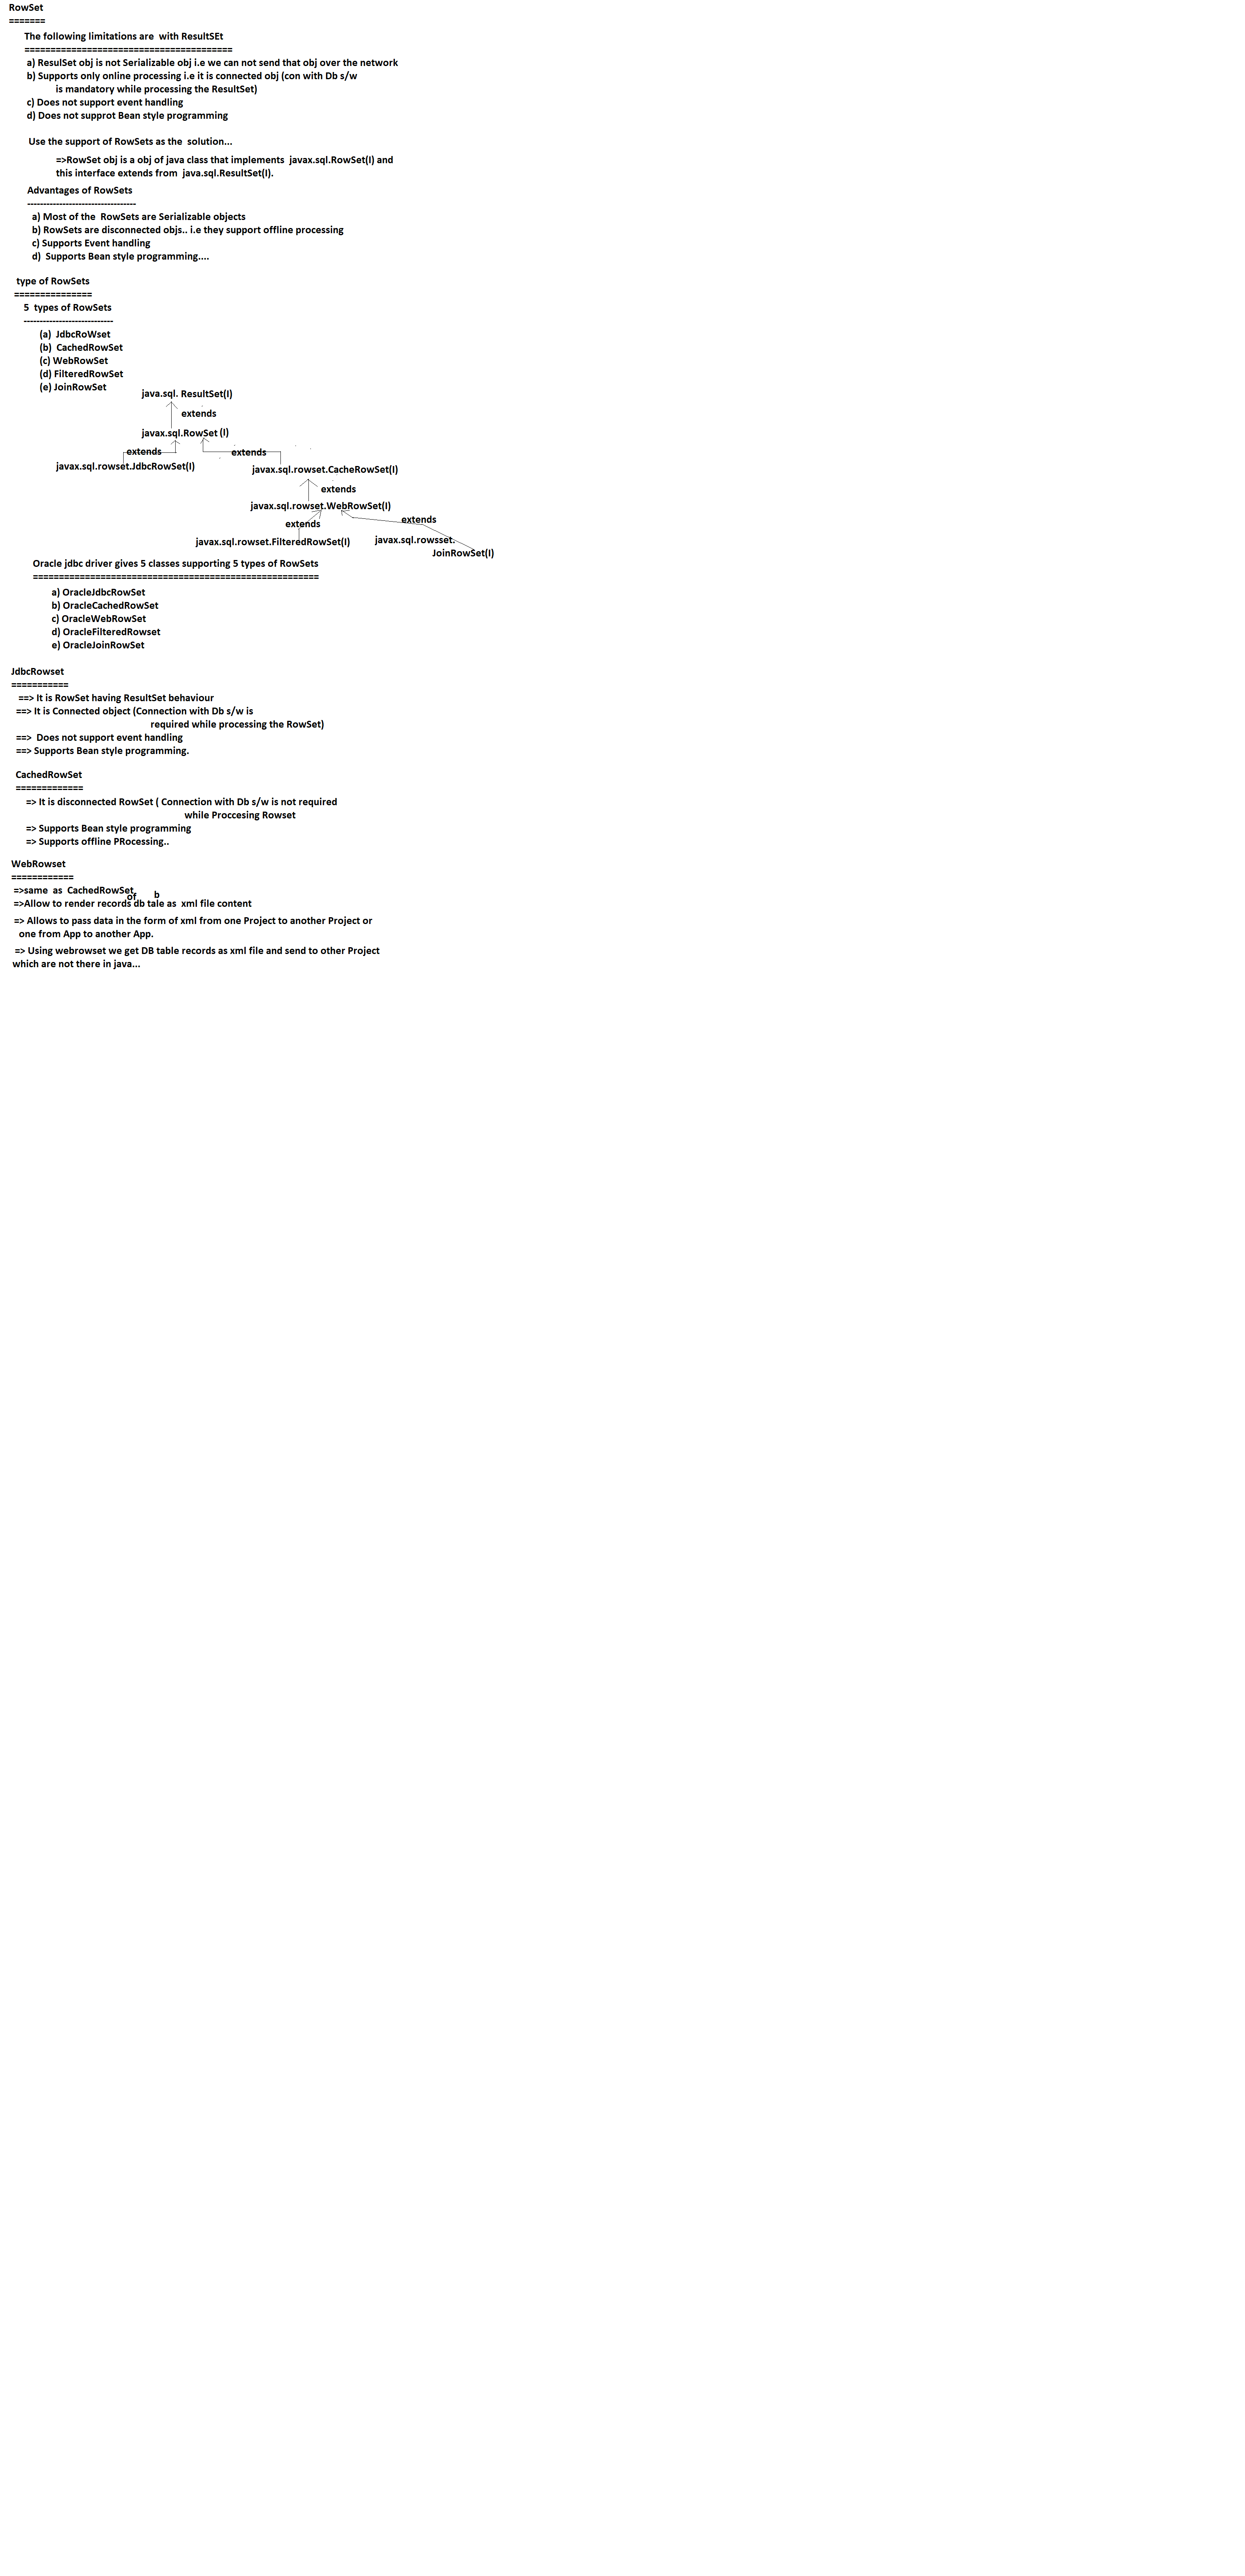 RowSet
=======
The following limitations are  with ResultSEt
========================================
a) ResulSet obj is not Serializable obj i.e we can not send that obj over the network
b) Supports only online processing i.e it is connected obj (con with Db s/w
is mandatory while processing the ResultSet)
c) Does not support event handling
d) Does not supprot Bean style programming
Use the support of RowSets as the  solution...
=>RowSet obj is a obj of java class that implements  javax.sql.RowSet(I) and
this interface extends from  java.sql.ResultSet(I).
Advantages of RowSets
----------------------------------
a) Most of the  RowSets are Serializable objects
b) RowSets are disconnected objs.. i.e they support offline processing
c) Supports Event handling
d)  Supports Bean style programming....
type of RowSets
===============
5  types of RowSets
----------------------------
(a)  JdbcRoWset
(b)  CachedRowSet
(c) WebRowSet
(d) FilteredRowSet
(e) JoinRowSet
java.sql. ResultSet(I)
extends
javax.sql.RowSet (I)
extends
extends
javax.sql.rowset.JdbcRowSet(I)
javax.sql.rowset.CacheRowSet(I)
extends
javax.sql.rowset.WebRowSet(I)
extends
extends
javax.sql.rowset.FilteredRowSet(I)
javax.sql.rowsset.
JoinRowSet(I)
Oracle jdbc driver gives 5 classes supporting 5 types of RowSets
=======================================================
a) OracleJdbcRowSet
b) OracleCachedRowSet
c) OracleWebRowSet
d) OracleFilteredRowset
e) OracleJoinRowSet
JdbcRowset
===========
==> It is RowSet having ResultSet behaviour
==> It is Connected object (Connection with Db s/w is
required while processing the RowSet)
==>  Does not support event handling
==> Supports Bean style programming.
CachedRowSet
=============
=> It is disconnected RowSet ( Connection with Db s/w is not required
while Proccesing Rowset
=> Supports Bean style programming
=> Supports offline PRocessing..
WebRowset
============
=>same  as  CachedRowSet
of b
=>Allow to render records db tale as  xml file content
=> Allows to pass data in the form of xml from one Project to another Project or
one from App to another App.
=> Using webrowset we get DB table records as xml file and send to other Project
which are not there in java...